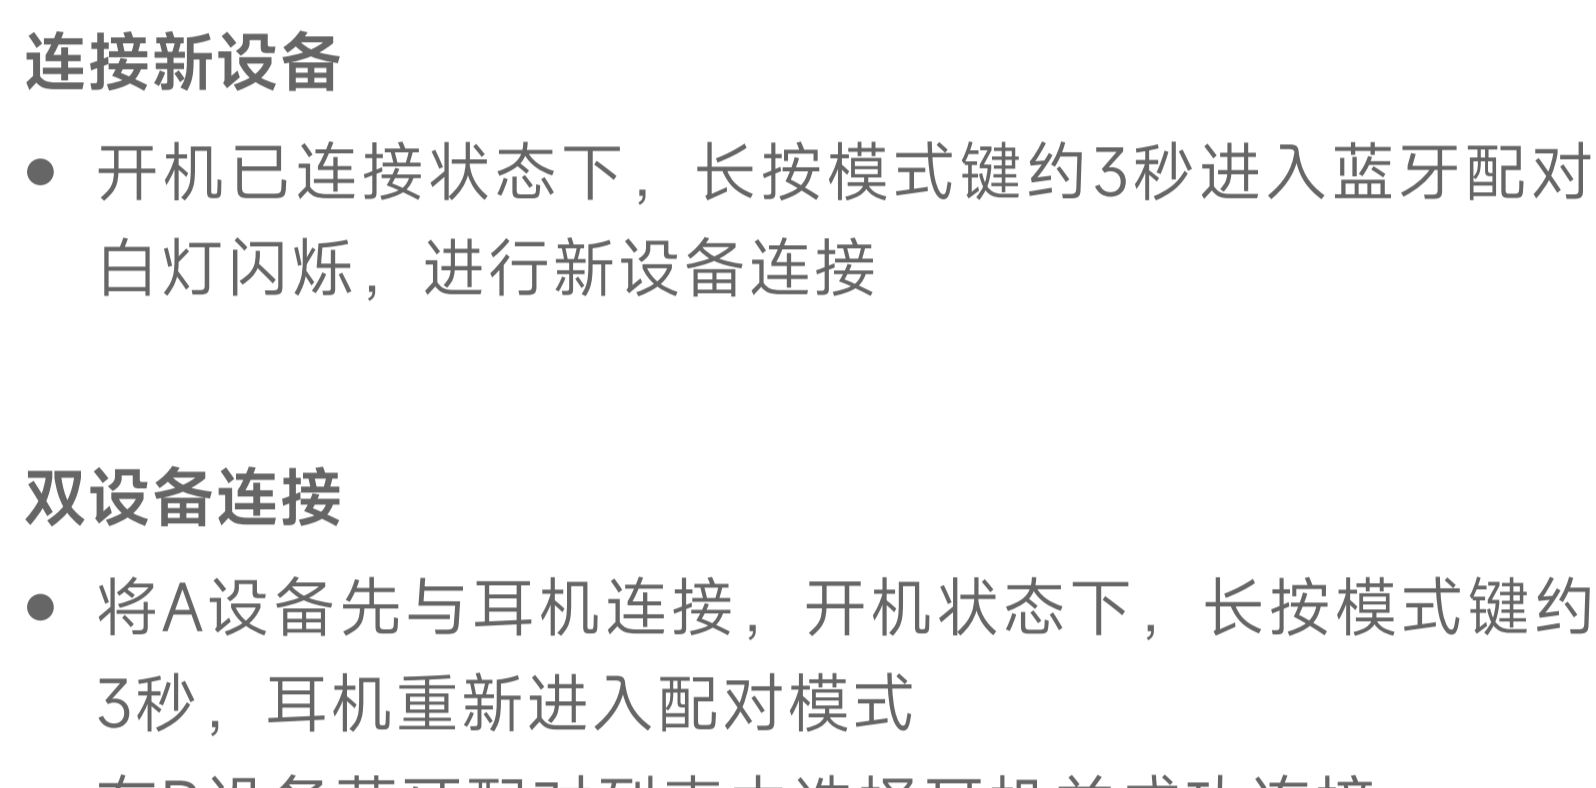 连接新设备
● 开机已连接状态下，长按模式键约3秒进入蓝牙配对
白灯闪烁，进行新设备连接
双设备连接
● 将A设备先与耳机连接，开机状态下，长按模式键约
3秒，耳机重新进入配对模式